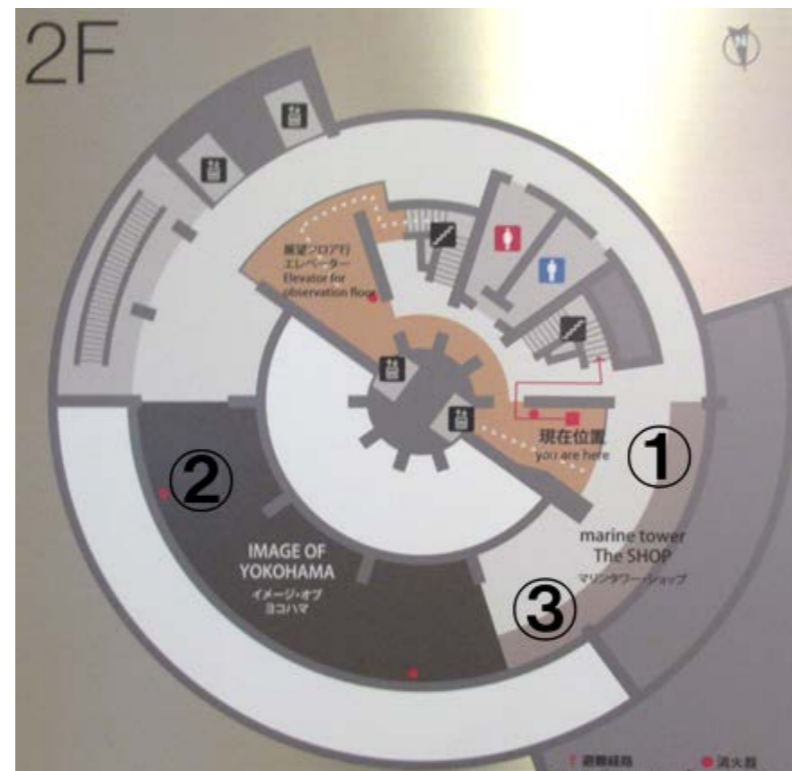 2F
N
展望フロア行
エレベーター
Elevator for
observation floor
現在位置
you are here
①
②
marine tower
The SHOP
マリンタワー・ショップ
IMAGE OF
YOKOHAMA
イメージ・オブ
ヨコハマ
③
避難経路
消火器